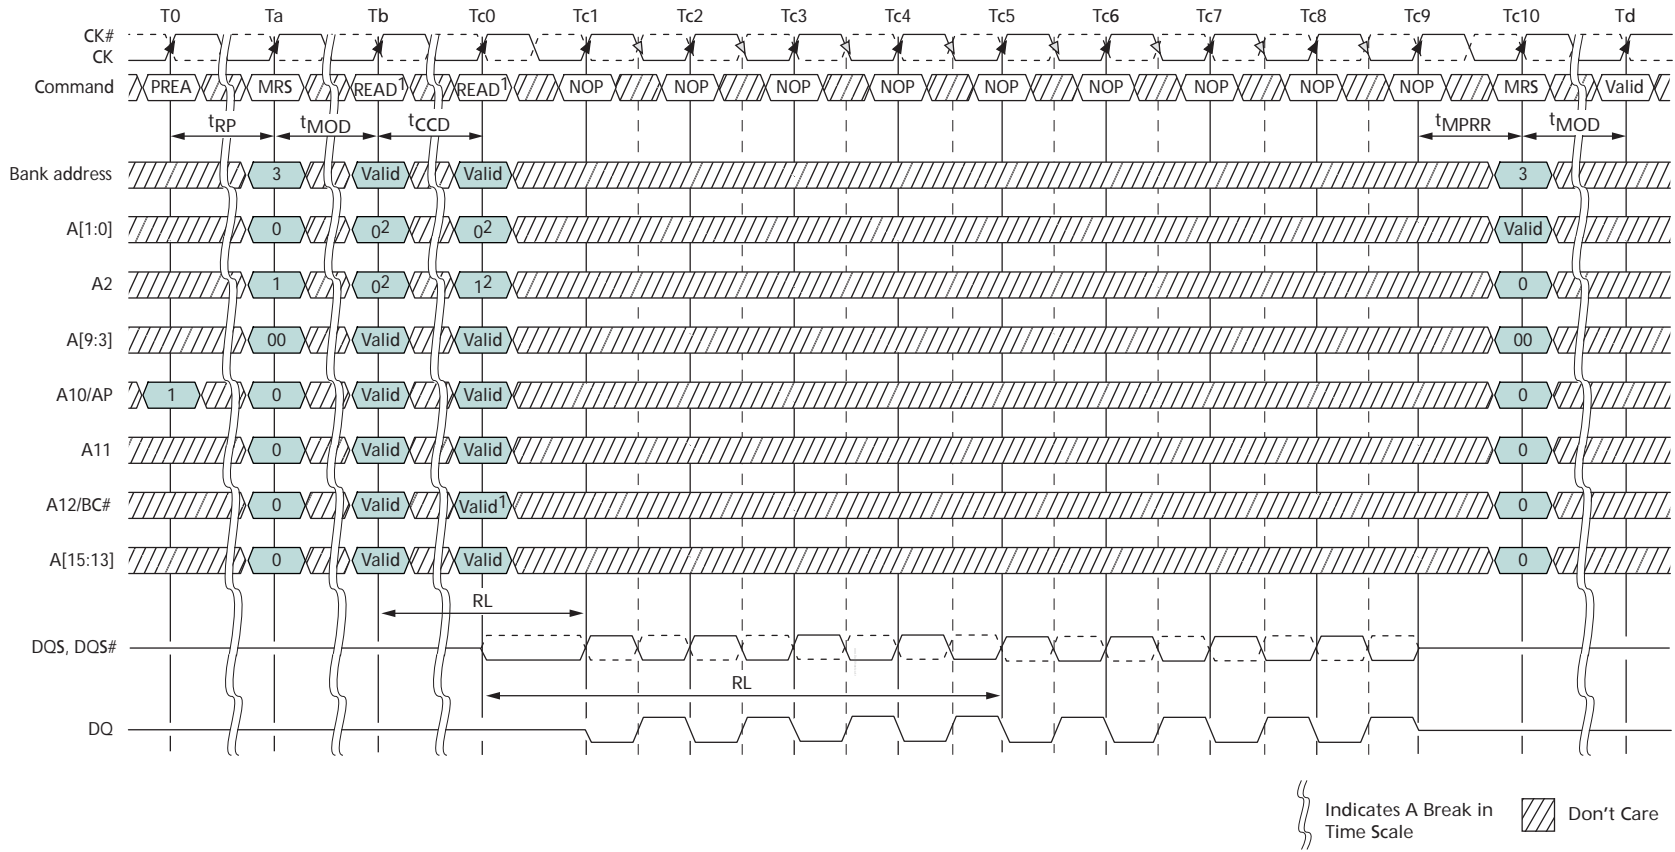 T0 Ta Tb Tc0 Tc1 Tc2 Tc3 Tc4 Tc5 Tc6 Tc7 Tc8 Tc9 Tc10 Td
CK#
CK
Command PREA MRS READ1 READ1 NOP NOP NOP NOP NOP NOP NOP NOP NOP MRS Valid
tRP tMOD tCCD tMPRR tMOD
Bank address 3 Valid Valid 3
A[1:0] 0 02 02 Valid
A2 1 02 12 0
A[9:3] 00 Valid Valid 00
A10/AP 1 0 Valid Valid 0
A11 0 Valid Valid 0
A12/BC# 0 Valid Valid1 0
A[15:13] 0 Valid Valid 0
RL
DQS, DQS#
RL
DQ
Indicates A Break in
Time Scale
Don't Care